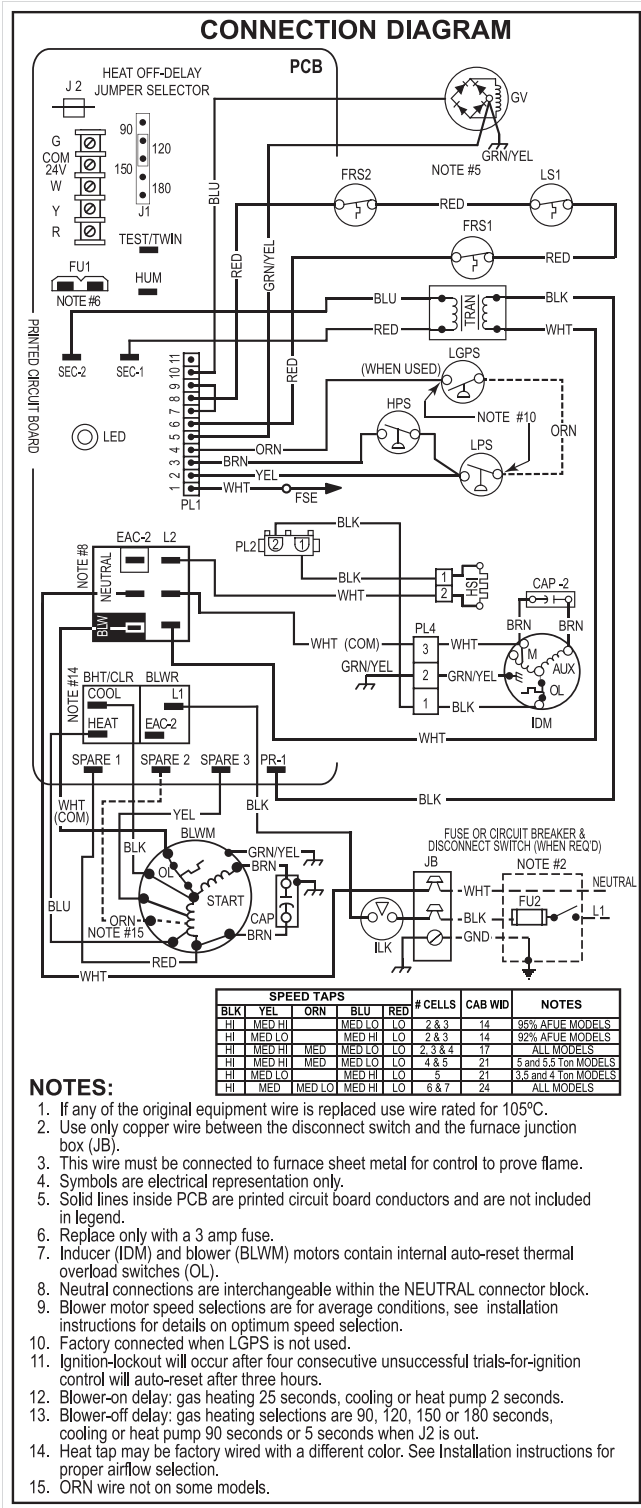 CONNECTION DIAGRAM
PCB
J 2
HEAT OFF-DELAY
JUMPER SELECTOR
90
120
150
180
J1
G
COM
24V
W
Y
R
TEST/TWIN
FU1
NOTE #6
HUM
PRINTED CIRCUIT BOARD
SEC-2
SEC-1
LED
BLU
RED
GRN/YEL
RED
GV
GRN/YEL
NOTE #5
FRS2
LS1
RED
FRS1
RED
BLU
BLK
TRAN
RED
WHT
11
10
9
8
7
6
5
4
3
2
1
PL1
(WHEN USED)
LGPS
HPS
NOTE #10
ORN
ORN
BRN
LPS
YEL
WHT
FSE
BLK
PL2
2
1
BLK
1
WHT
2
HSI
NOTE #8
EAC-2 L2
NEUTRAL
BLW
CAP -2
BRN
BRN
PL4
WHT (COM)
3
WHT
M
AUX
GRN/YEL
2
GRN/YEL
OL
1
BLK
IDM
WHT
NOTE #14
BHT/CLR BLWR
COOL
L1
HEAT
EAC-2
SPARE 1 SPARE 2 SPARE 3 PR-1
WHT
(COM)
BLK
BLK
YEL
BLWM
BLK
GRN/YEL
BRN
OL
START
CAP
BLU
ORN
NOTE #15
BRN
RED
WHT
FUSE OR CIRCUIT BREAKER &
DISCONNECT SWITCH (WHEN REQ'D)
JB
NOTE #2
WHT
NEUTRAL
FU2
BLK
L1
ILK
GND
SPEED TAPS # CELLS CAB WID NOTES
BLK YEL ORN BLU RED
HI MED HI MED LO LO 2 & 3 14 95% AFUE MODELS
HI MED LO MED HI LO 2 & 3 14 92% AFUE MODELS
HI MED HI MED MED LO LO 2, 3 & 4 17 ALL MODELS
HI MED HI MED MED LO LO 4 & 5 21 5 and 5.5 Ton MODELS
HI MED LO MED HI LO 5 21 3.5 and 4 Ton MODELS
HI MED MED LO MED HI LO 6 & 7 24 ALL MODELS
NOTES:
1. If any of the original equipment wire is replaced use wire rated for 105ºC.
2. Use only copper wire between the disconnect switch and the furnace junction
box (JB).
3. This wire must be connected to furnace sheet metal for control to prove flame.
4. Symbols are electrical representation only.
5. Solid lines inside PCB are printed circuit board conductors and are not included
in legend.
6. Replace only with a 3 amp fuse.
7. Inducer (IDM) and blower (BLWM) motors contain internal auto-reset thermal
overload switches (OL).
8. Neutral connections are interchangeable within the NEUTRAL connector block.
9. Blower motor speed selections are for average conditions, see installation
instructions for details on optimum speed selection.
10. Factory connected when LGPS is not used.
11. Ignition-lockout will occur after four consecutive unsuccessful trials-for-ignition
control will auto-reset after three hours.
12. Blower-on delay: gas heating 25 seconds, cooling or heat pump 2 seconds.
13. Blower-off delay: gas heating selections are 90, 120, 150 or 180 seconds,
cooling or heat pump 90 seconds or 5 seconds when J2 is out.
14. Heat tap may be factory wired with a different color. See Installation instructions for
proper airflow selection.
15. ORN wire not on some models.